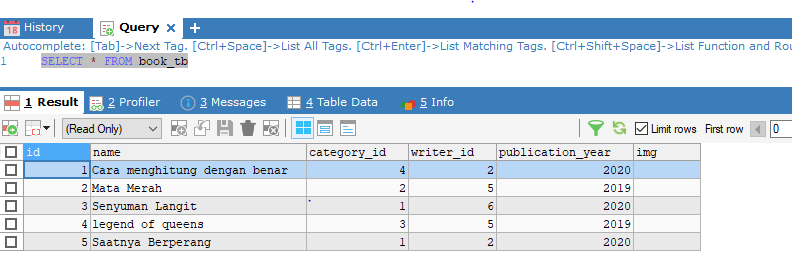 18 History Query
Autocomplete: [Tab]->Next Tag. [Ctrl+Space]->List All Tags. [Ctrl+Enter]->List Matching Tags. [Ctrl+Shift+Space]->List Function and Rou
1 SELECT * FROM book_tb
1 Result 2 Profiler 3 Messages 4 Table Data 5 Info
(Read Only) Limit rows First row 0
id name category_id writer_id publication_year img
1 Cara menghitung dengan benar 4 2 2020
2 Mata Merah 2 5 2019
3 Senyuman Langit 1 6 2020
4 legend of queens 3 5 2019
5 Saatnya Berperang 1 2 2020